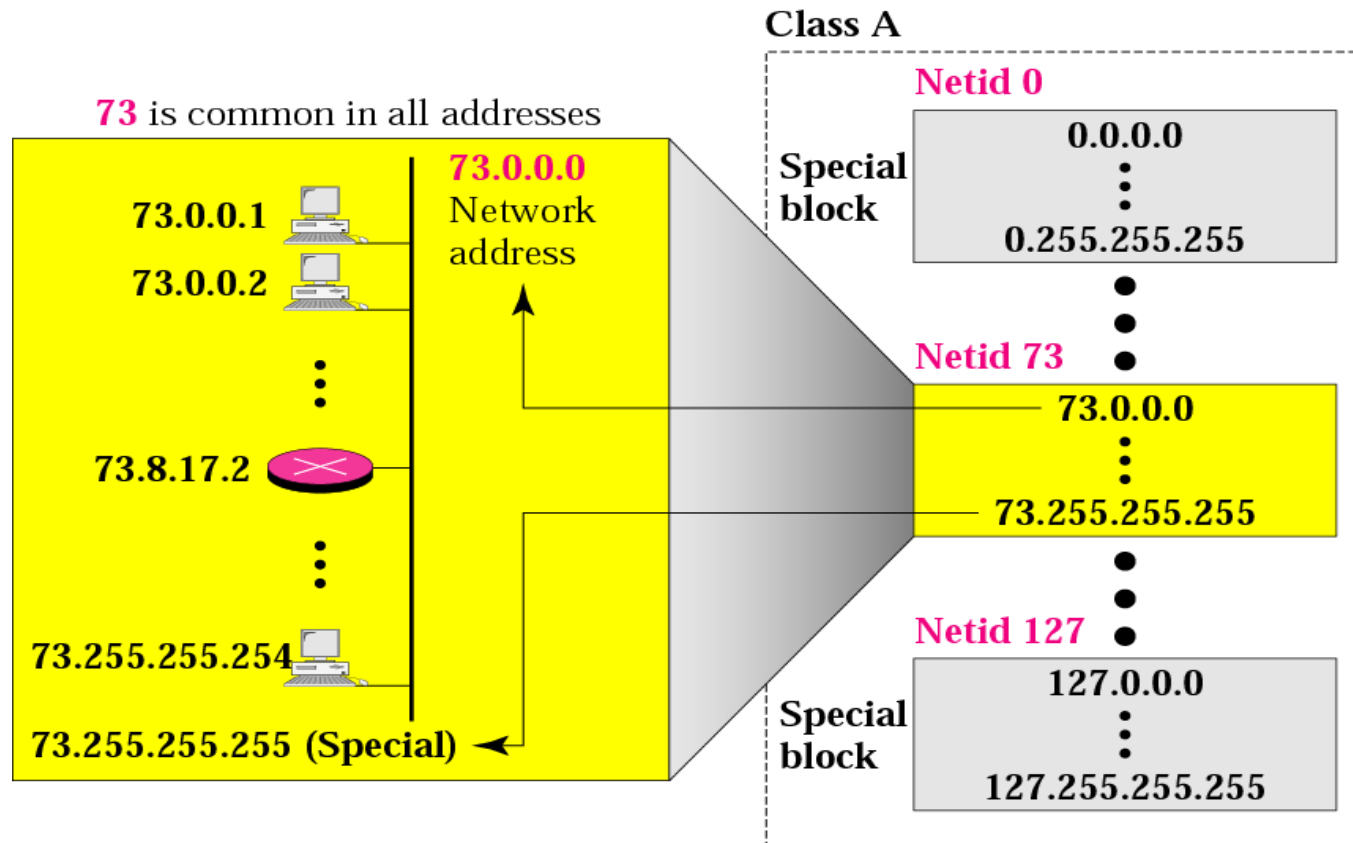 Class A
73 is common in all addresses
73.0.0.0
Network
address
73.0.0.1
73.0.0.2
73.8.17.2
73.255.255.254
73.255.255.255 (Special)
Netid 0
Special
block
0.0.0.0
0.255.255.255
Netid 73
73.0.0.0
73.255.255.255
Netid 127
Special
block
127.0.0.0
127.255.255.255